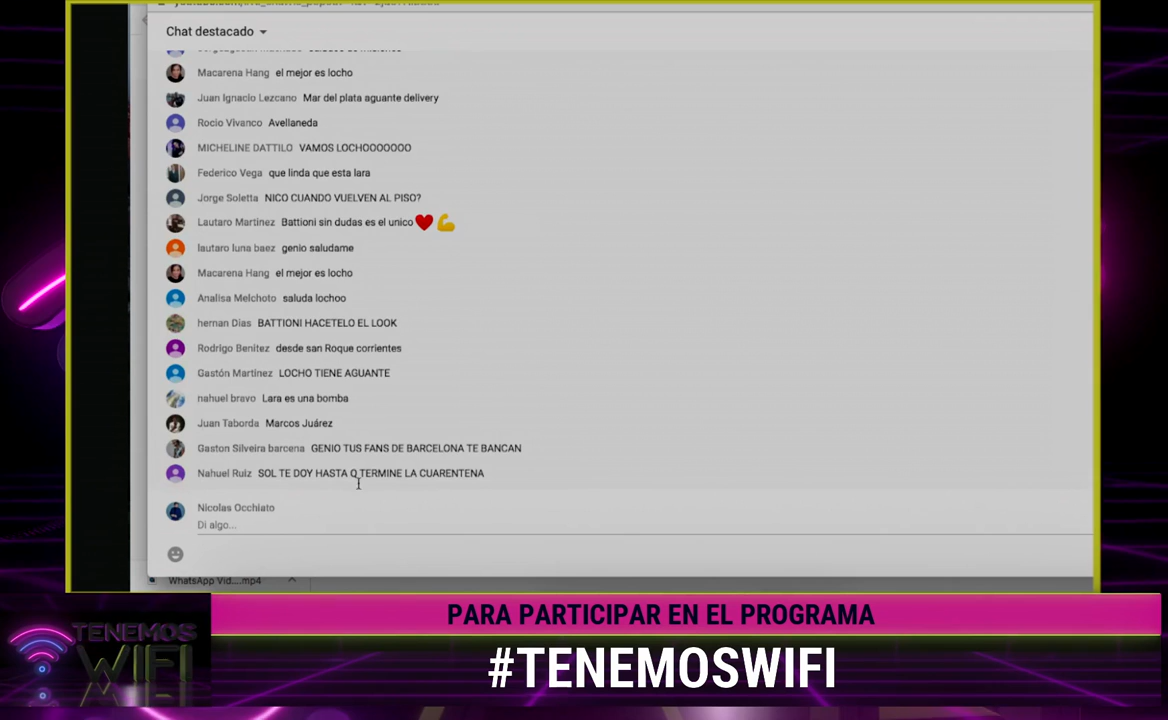 Chat destacado
Macarena Hang el mejor es locho
Juan Ignacio Lezcano Mar del plata aguante delivery
Rocio Vivanco Avellaneda
MICHELINE DATTILO VAMOS LOCHOOOOOOO
Federico Vega que linda que esta lara
Jorge Soletta NICO CUANDO VUELVEN AL PISO?
Lautaro Martinez Battioni sin dudas es el unico❤️💪
lautaro luna baez genio saludame
Macarena Hang el mejor es locho
Analisa Melchoto saluda lochoo
hernan Dias BATTIONI HACETELO EL LOOK
Rodrigo Benitez desde san Roque corrientes
Gastón Martinez LOCHO TIENE AGUANTE
nahuel bravo Lara es una bomba
Juan Taborda Marcos Juárez
Gaston Silveira barcena GENIO TUS FANS DE BARCELONA TE BANCAN
Nahuel Ruiz SOL TE DOY HASTA Q TERMINE LA CUARENTENA
Nicolas Occhiato
Di algo...
WhatsApp Vid....mp4
PARA PARTICIPAR EN EL PROGRAMA
TENEMOS
WIFI
#TENEMOSWIFI